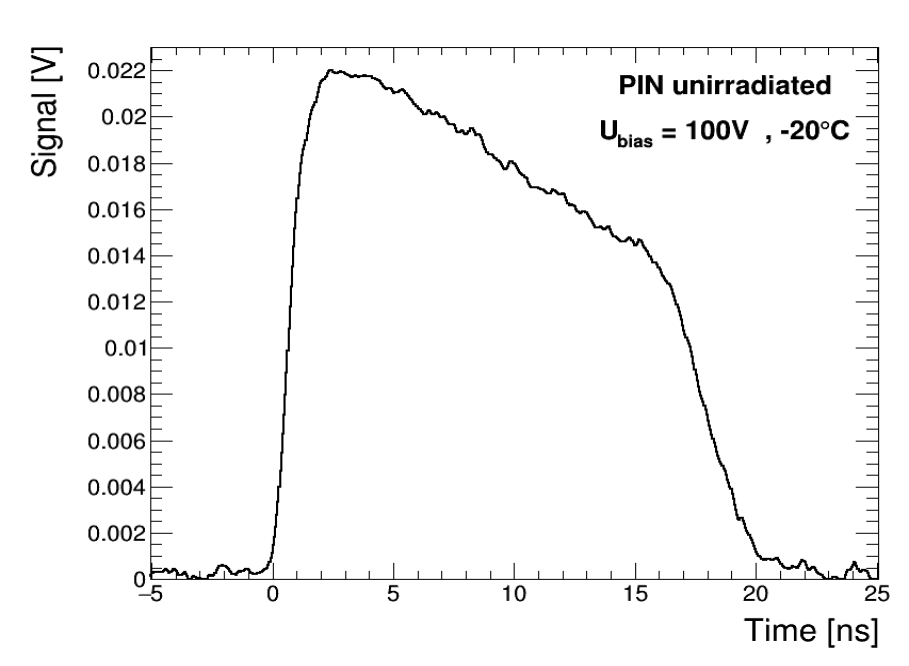 Signal [V]
0.022
0.02
0.018
0.016
0.014
0.012
0.01
0.008
0.006
0.004
0.002
0
PIN unirradiated
Ubias = 100V , -20°C
−5 0 5 10 15 20 25
Time [ns]